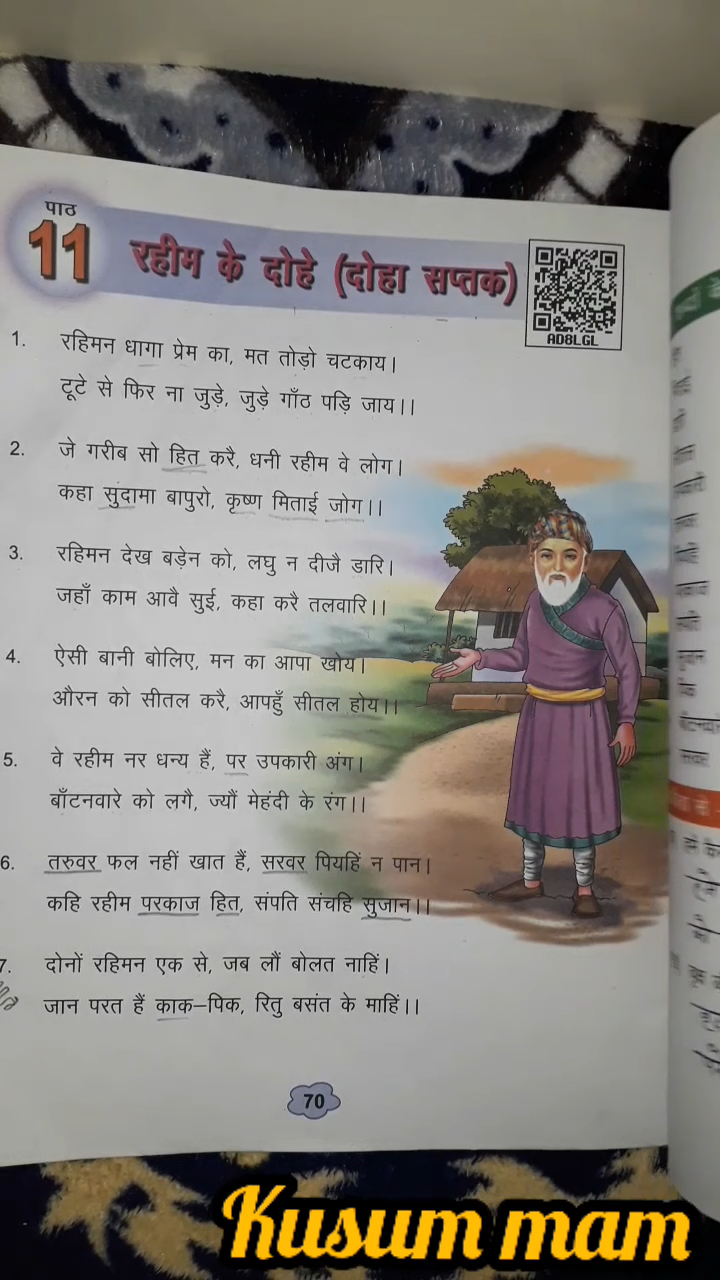 पाठ
11
रहीम के दोहे (दोहा सप्तक)
AD8LGL
1. रहिमन धागा प्रेम का, मत तोड़ो चटकाय।
टूटे से फिर ना जुड़े, जुड़े गाँठ पड़ि जाय।।
2. जे गरीब सो हित करै, धनी रहीम वे लोग।
कहा सुदामा बापुरो, कृष्ण मिताई जोग।।
3. रहिमन देख बड़ेन को, लघु न दीजै डारि।
जहाँ काम आवै सुई, कहा करै तलवारि।।
4. ऐसी बानी बोलिए, मन का आपा खोय।
औरन को सीतल करै, आपहुँ सीतल होय।।
5. वे रहीम नर धन्य हैं, पर उपकारी अंग।
बाँटनवारे को लगै, ज्यौं मेहंदी के रंग।।
6. तरुवर फल नहीं खात हैं, सरवर पियहिं न पान।
कहि रहीम परकाज हित, संपति संचहि सुजान।।
7. दोनों रहिमन एक से, जब लौं बोलत नाहिं।
जान परत हैं काक–पिक, रितु बसंत के माहिं।।
70
Kusum mam